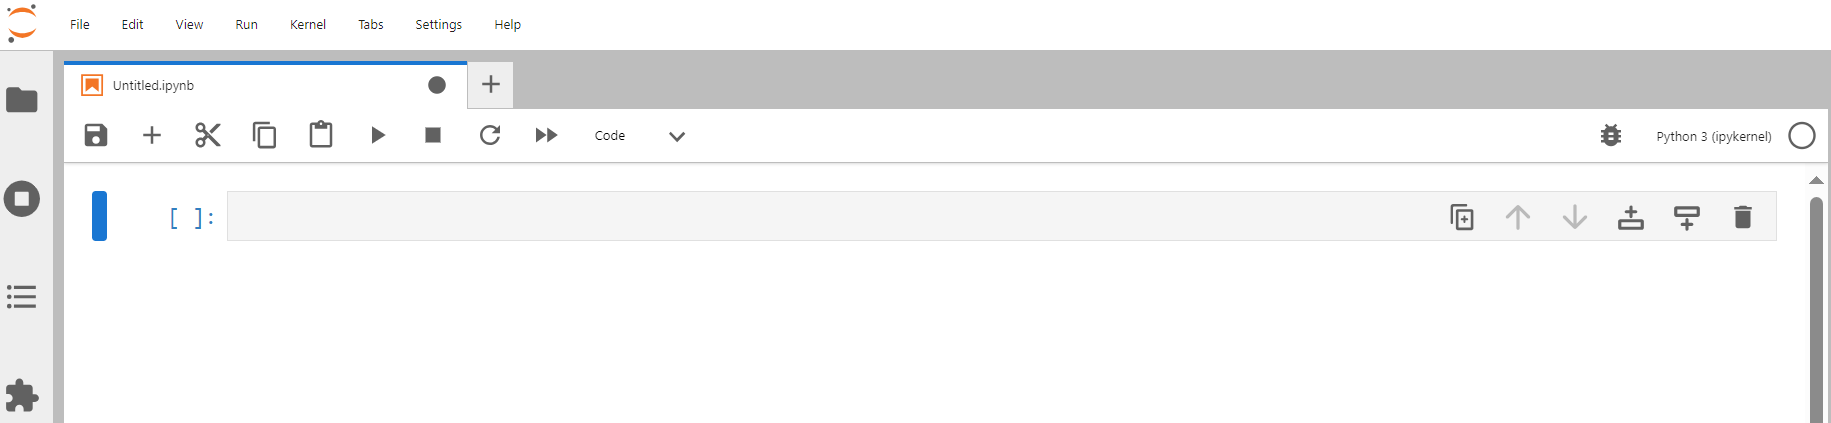 File Edit View Run Kernel Tabs Settings Help
Untitled.ipynb
Code Python 3 (ipykernel)
[ ]: